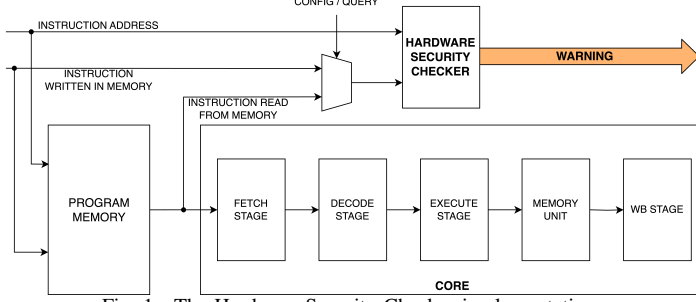 CONFIG / QUERY
INSTRUCTION ADDRESS
HARDWARE
SECURITY
CHECKER
WARNING
INSTRUCTION
WRITTEN IN MEMORY
INSTRUCTION READ
FROM MEMORY
PROGRAM
MEMORY
FETCH
STAGE
DECODE
STAGE
EXECUTE
STAGE
MEMORY
UNIT
WB STAGE
CORE
Fig. 1. The Hardware Security Checker implementation